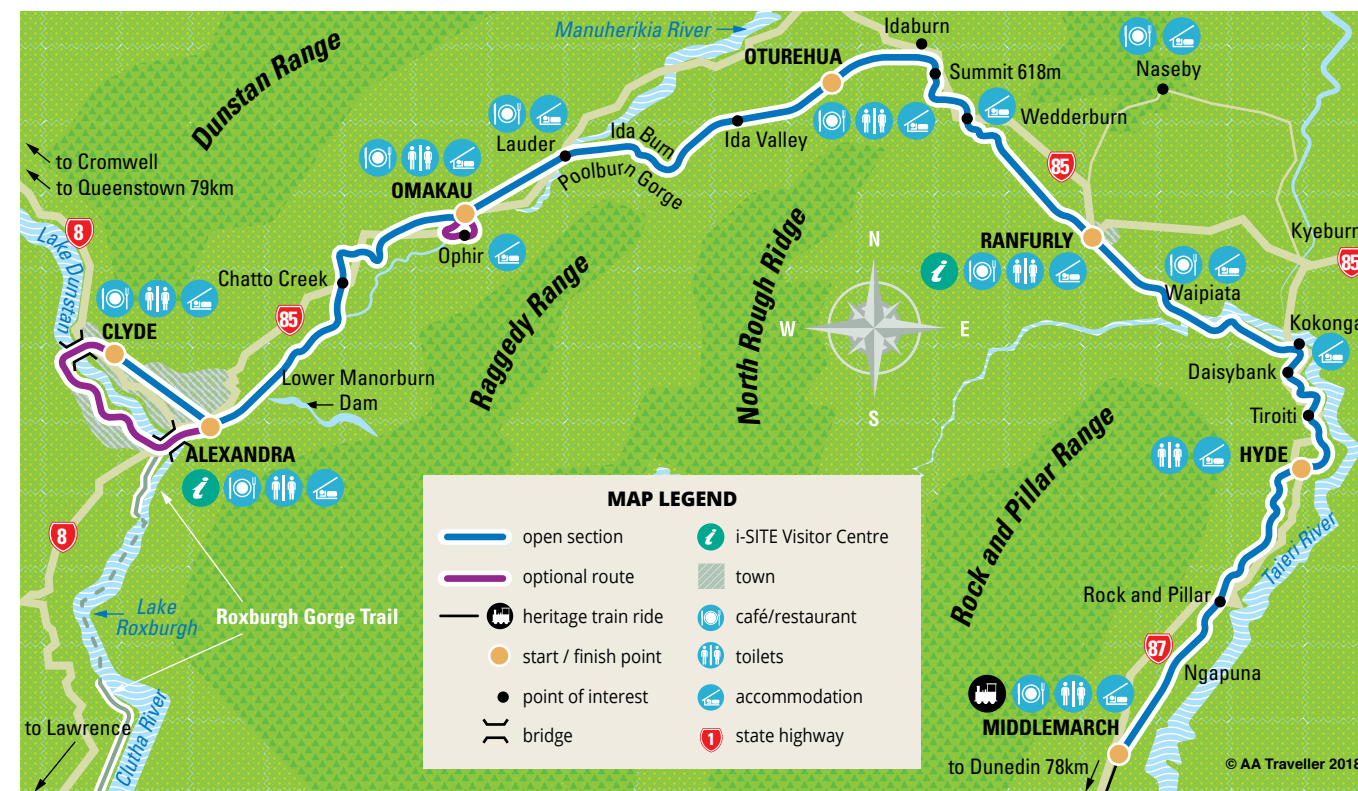 Manuherikia River
Idaburn
Dunstan Range
OTUREHUA
Summit 618m
Naseby
Wedderburn
Lauder
Ida Burn
Poolburn Gorge
Ida Valley
to Cromwell
to Queenstown 79km
OMAKAU
85
8
Lake Dunstan
Ophir
Chatto Creek
RANFURLY
Kyeburn
85
Waipiata
N
W
E
S
CLYDE
85
Raggedy Range
North Rough Ridge
Kokonga
Daisybank
Lower Manorburn
Dam
Tiroiti
ALEXANDRA
HYDE
Rock and Pillar Range
Taieri River
8
Lake
Roxburgh
Roxburgh Gorge Trail
Rock and Pillar
87
Ngapuna
to Lawrence
Clutha River
MIDDLEMARCH
to Dunedin 78km
© AA Traveller 2018
MAP LEGEND
open section
optional route
heritage train ride
start / finish point
point of interest
bridge
i
i-SITE Visitor Centre
town
café/restaurant
toilets
accommodation
1
state highway